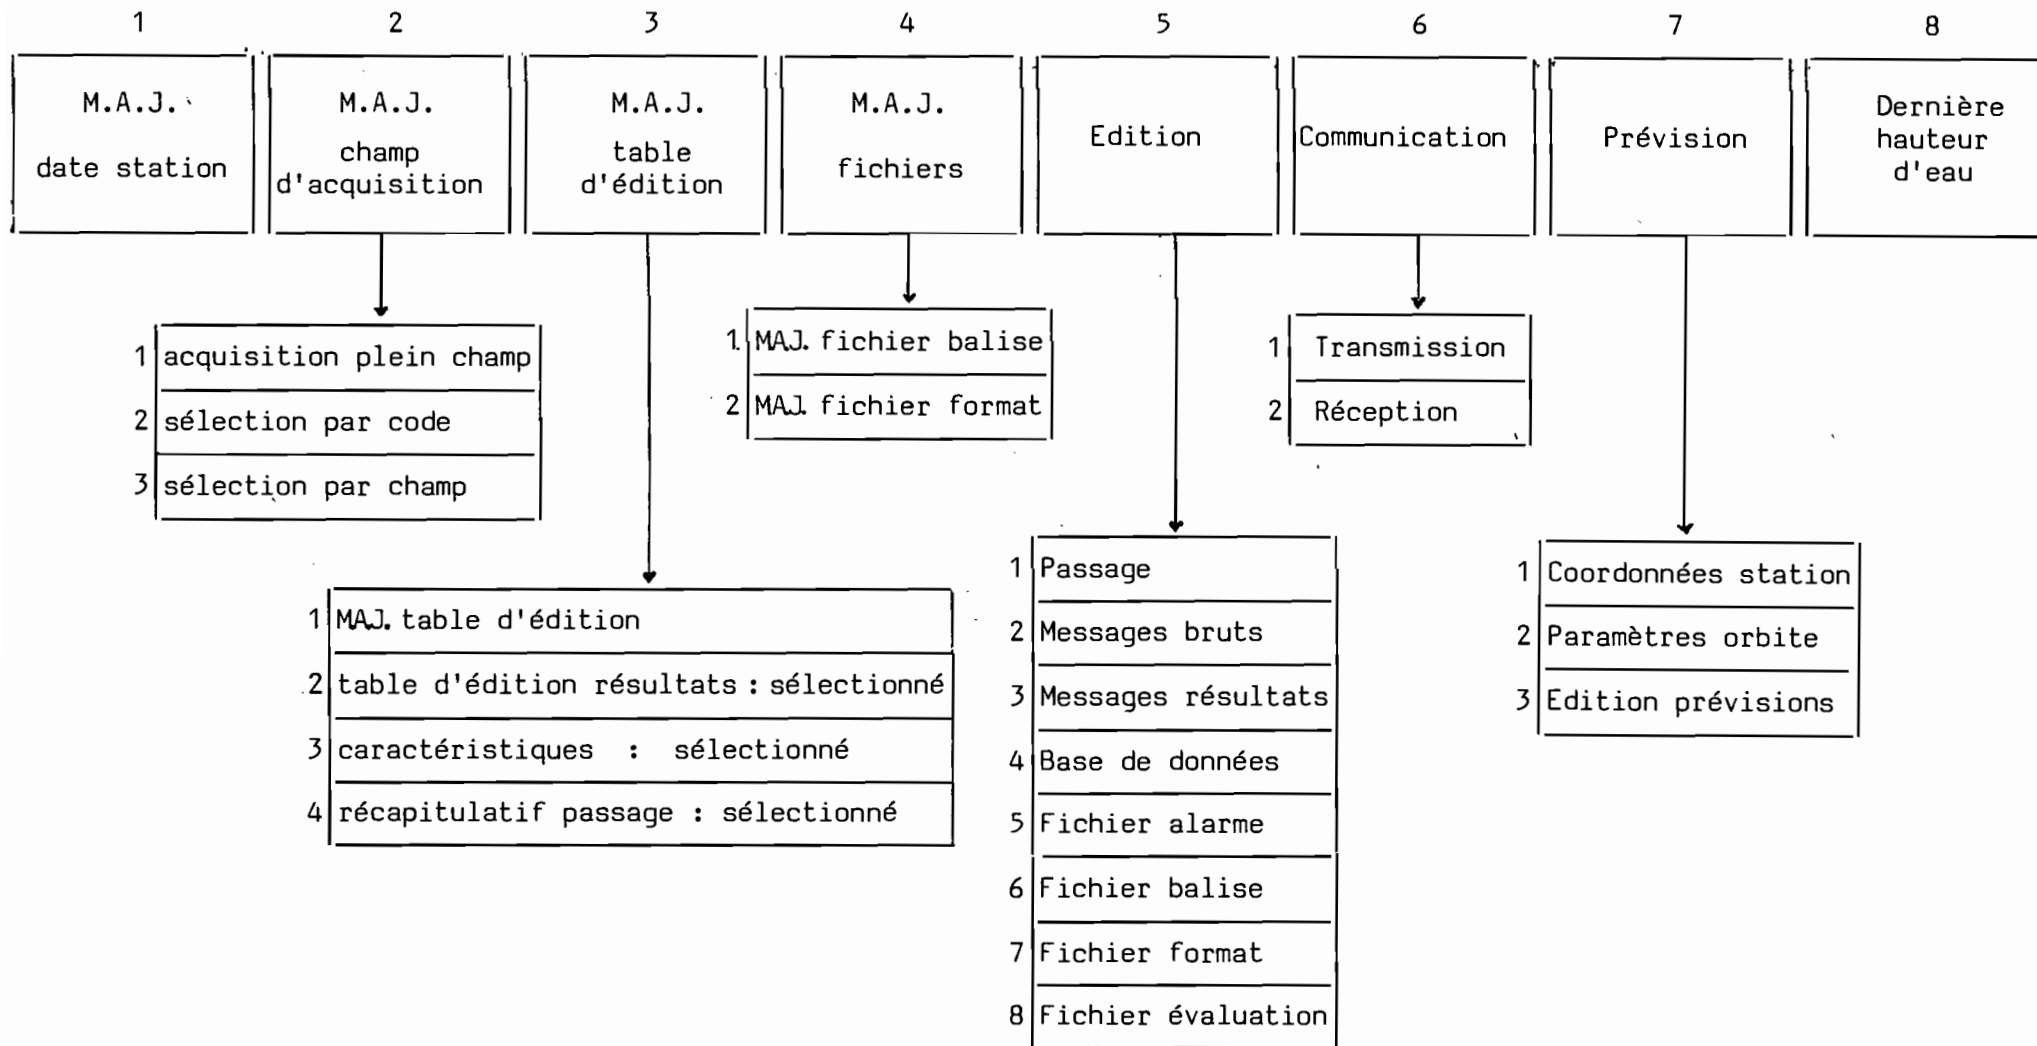 1 2 3 4 5 6 7 8
M.A.J.
date station
M.A.J.
champ
d'acquisition
M.A.J.
table
d'édition
M.A.J.
fichiers
Edition
Communication
Prévision
Dernière
hauteur
d'eau
1 acquisition plein champ
2 sélection par code
3 sélection par champ
1 MAJ. table d'édition
2 table d'édition résultats : sélectionné
3 caractéristiques : sélectionné
4 récapitulatif passage : sélectionné
1 MAJ. fichier balise
2 MAJ. fichier format
1 Passage
2 Messages bruts
3 Messages résultats
4 Base de données
5 Fichier alarme
6 Fichier balise
7 Fichier format
8 Fichier évaluation
1 Transmission
2 Réception
1 Coordonnées station
2 Paramètres orbite
3 Edition prévisions